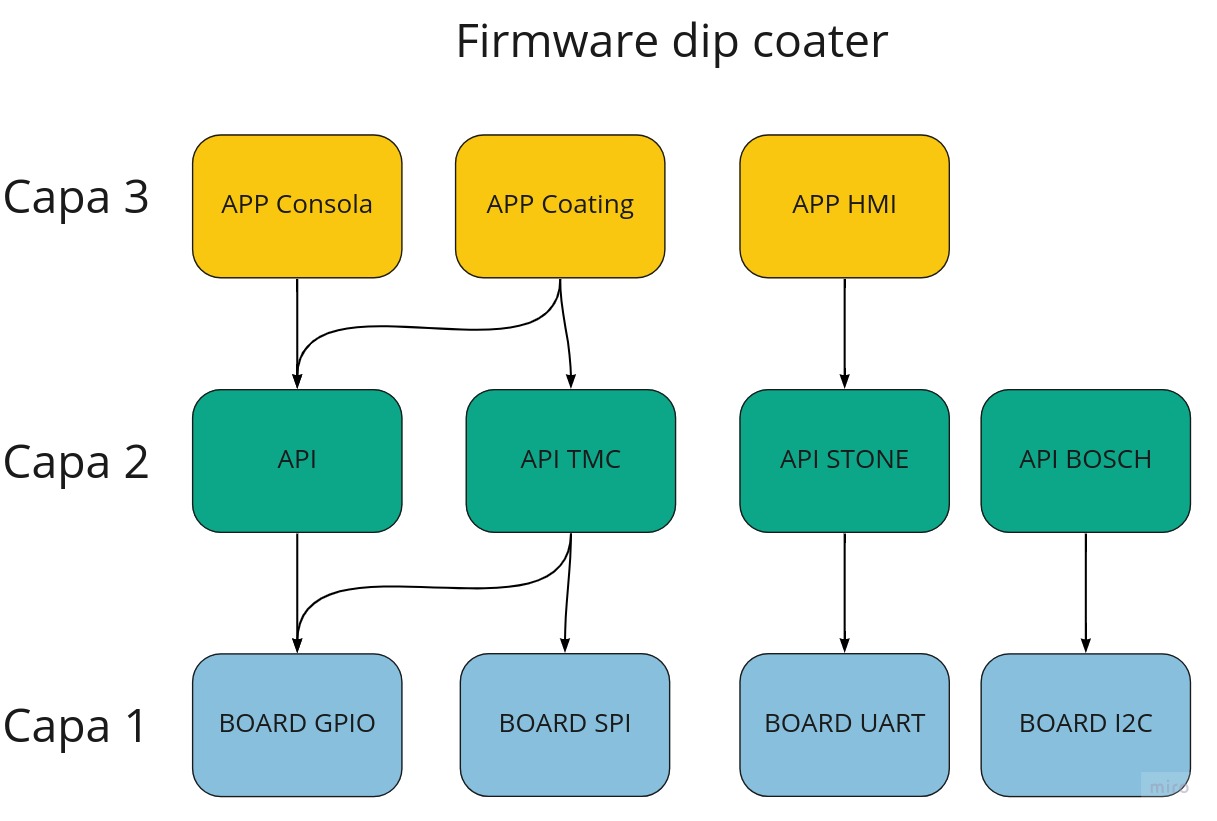 Firmware dip coater
Capa 3
APP Consola
APP Coating
APP HMI
Capa 2
API
API TMC
API STONE
API BOSCH
Capa 1
BOARD GPIO
BOARD SPI
BOARD UART
BOARD I2C
miro